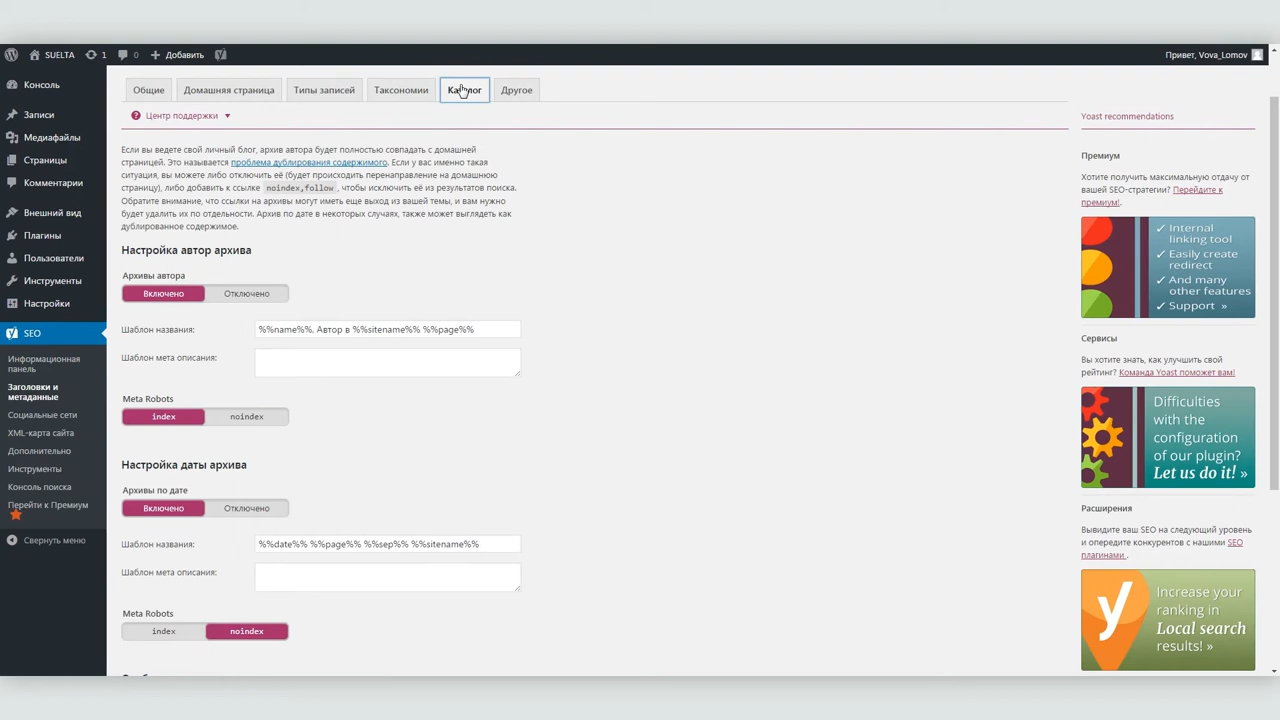 SUELTA 1 0 Добавить Привет, Vova_Lomov
Консоль
Записи
Медиафайлы
Страницы
Комментарии
Внешний вид
Плагины
Пользователи
Инструменты
Настройки
SEO
Информационная
панель
Заголовки и
метаданные
Социальные сети
XML-карта сайта
Дополнительно
Инструменты
Консоль поиска
Перейти к Премиум
Свернуть меню
Общие Домашняя страница Типы записей Таксономии Другое
Центр поддержки
Если вы ведете свой личный блог, архив автора будет полностью совпадать с домашней
страницей. Это называется проблема дублирования содержимого. Если у вас именно такая
ситуация, вы можете либо отключить её (будет происходить перенаправление на домашнюю
страницу), либо добавить к ссылке noindex,follow, чтобы исключить её из результатов поиска.
Обратите внимание, что ссылки на архивы могут иметь еще выход из вашей темы, и вам нужно
будет удалить их по отдельности. Архив по дате в некоторых случаях, также может выглядеть как
дублированное содержимое.
Настройка автор архива
Архивы автора
Включено Отключено
Шаблон названия: %%name%%, Автор в %%sitename%% %%page%%
Шаблон мета описания:
Meta Robots
index noindex
Настройка даты архива
Архивы по дате
Включено Отключено
Шаблон названия: %%date%% %%page%% %%sep%% %%sitename%%
Шаблон мета описания:
Meta Robots
index noindex
Yoast recommendations
Премиум
Хотите получить максимальную отдачу от
вашей SEO-стратегии? Перейдите к
премиум!.
✓ Internal
linking tool
✓ Easily create
redirect
✓ And many
other features
✓ Support »
Сервисы
Вы хотите знать, как улучшить свой
рейтинг? Команда Yoast поможет вам!
Difficulties
with the
configuration
of our plugin?
Let us do it! »
Расширения
Вывидите ваш SEO на следующий уровень
и опередите конкурентов с нашими SEO
плагинами .
Increase your
ranking in
Local search
results! »